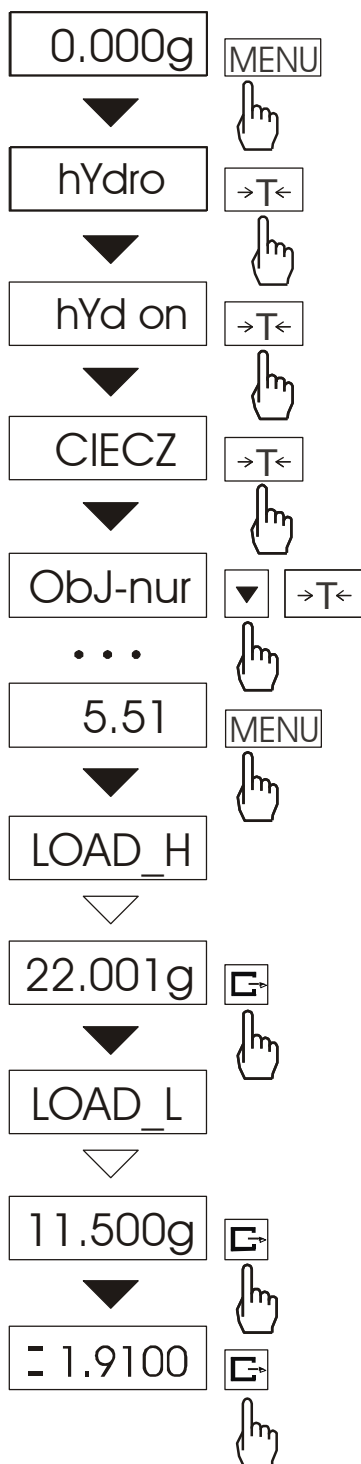 0.000g MENU
hYdro →T←
hYd on →T←
CIECZ →T←
ObJ-nur ▼ →T←
• • •
5.51 MENU
LOAD_H
22.001g
LOAD_L
11.500g
= 1.9100